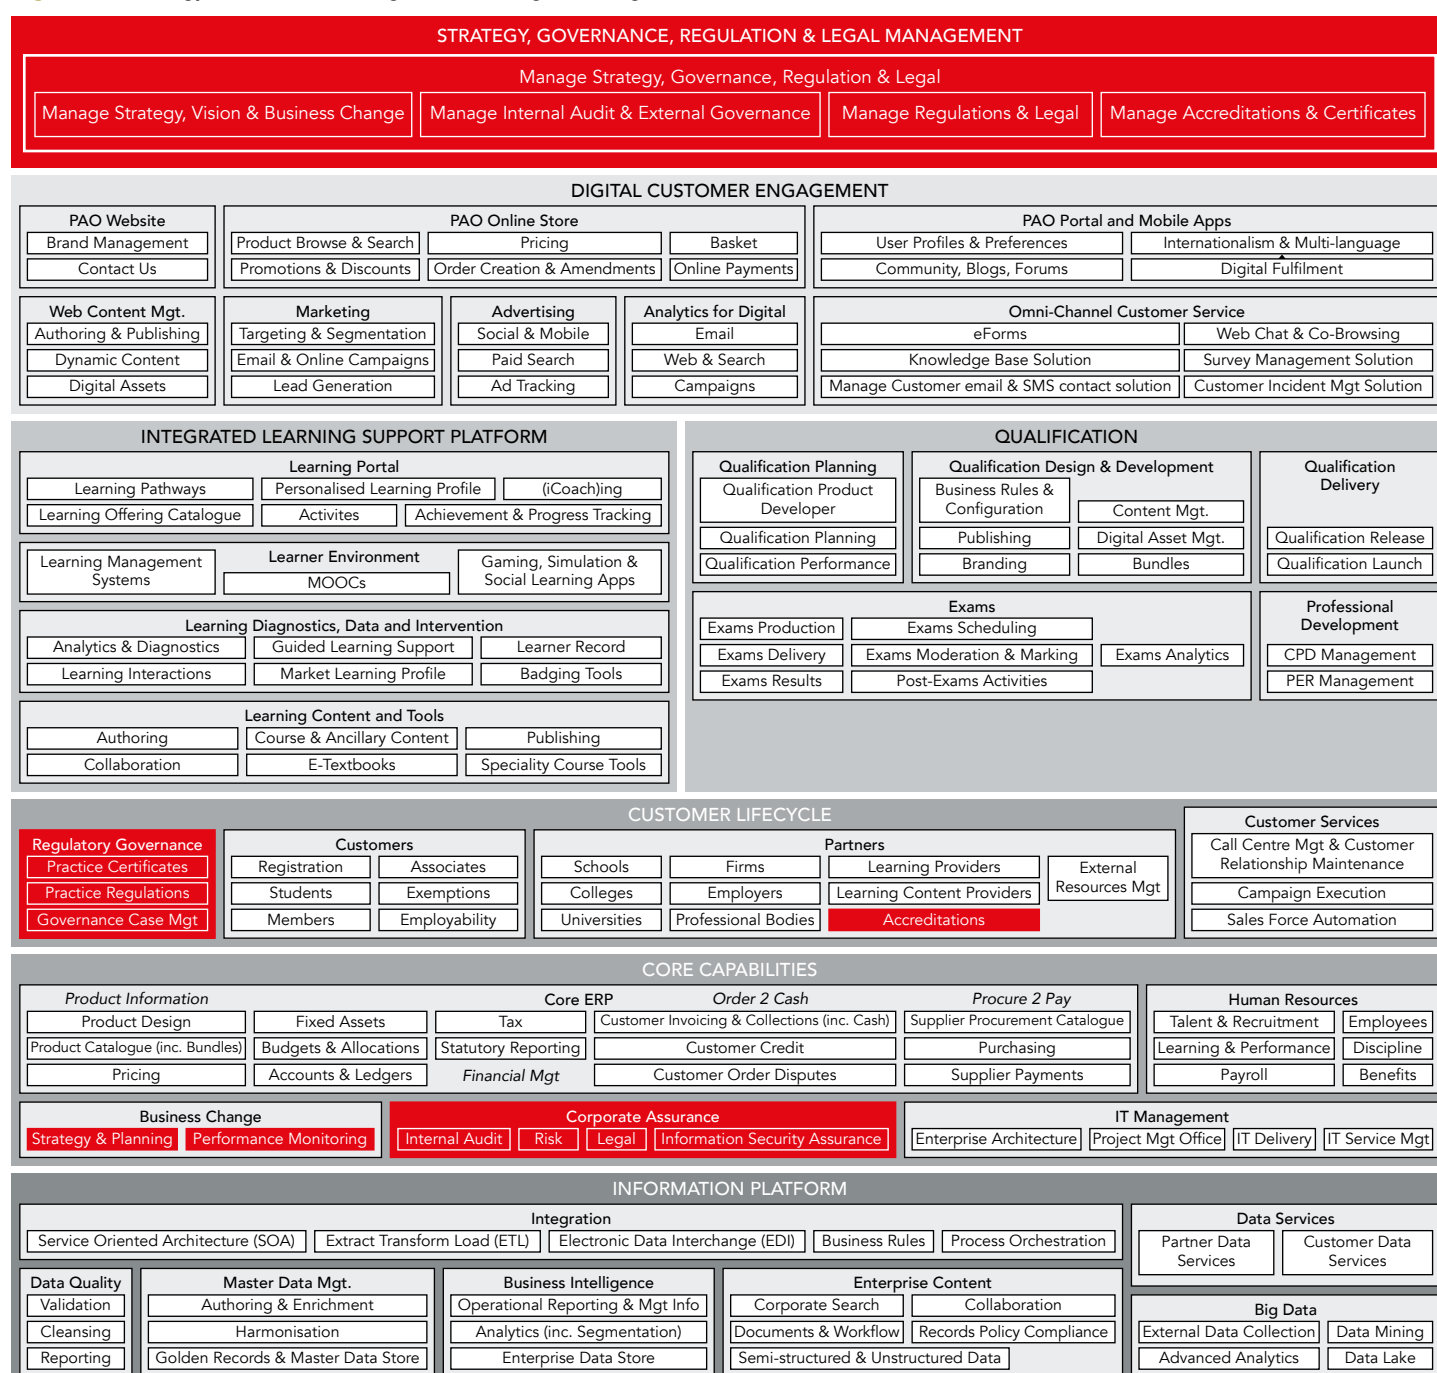 STRATEGY, GOVERNANCE, REGULATION & LEGAL MANAGEMENT
Manage Strategy, Governance, Regulation & Legal
Manage Strategy, Vision & Business Change
Manage Internal Audit & External Governance
Manage Regulations & Legal
Manage Accreditations & Certificates
DIGITAL CUSTOMER ENGAGEMENT
PAO Website
Brand Management
Contact Us
PAO Online Store
Product Browse & Search
Pricing
Basket
Promotions & Discounts
Order Creation & Amendments
Online Payments
PAO Portal and Mobile Apps
User Profiles & Preferences
Internationalism & Multi-language
Community, Blogs, Forums
Digital Fulfilment
Web Content Mgt.
Authoring & Publishing
Dynamic Content
Digital Assets
Marketing
Targeting & Segmentation
Email & Online Campaigns
Lead Generation
Advertising
Social & Mobile
Paid Search
Ad Tracking
Analytics for Digital
Email
Web & Search
Campaigns
Omni-Channel Customer Service
eForms
Web Chat & Co-Browsing
Knowledge Base Solution
Survey Management Solution
Manage Customer email & SMS contact solution
Customer Incident Mgt Solution
INTEGRATED LEARNING SUPPORT PLATFORM
Learning Portal
Learning Pathways
Personalised Learning Profile
(iCoach)ing
Learning Offering Catalogue
Activites
Achievement & Progress Tracking
Learning Management
Systems
Learner Environment
MOOCs
Gaming, Simulation &
Social Learning Apps
Learning Diagnostics, Data and Intervention
Analytics & Diagnostics
Guided Learning Support
Learner Record
Learning Interactions
Market Learning Profile
Badging Tools
Learning Content and Tools
Authoring
Course & Ancillary Content
Publishing
Collaboration
E-Textbooks
Speciality Course Tools
QUALIFICATION
Qualification Planning
Qualification Product
Developer
Qualification Planning
Qualification Performance
Qualification Design & Development
Business Rules &
Configuration
Content Mgt.
Publishing
Digital Asset Mgt.
Branding
Bundles
Qualification
Delivery
Qualification Release
Qualification Launch
Exams
Exams Production
Exams Scheduling
Exams Delivery
Exams Moderation & Marking
Exams Analytics
Exams Results
Post-Exams Activities
Professional
Development
CPD Management
PER Management
CUSTOMER LIFECYCLE
Regulatory Governance
Practice Certificates
Practice Regulations
Governance Case Mgt
Customers
Registration
Associates
Students
Exemptions
Members
Employability
Partners
Schools
Firms
Learning Providers
External
Resources Mgt
Colleges
Employers
Learning Content Providers
Universities
Professional Bodies
Accreditations
Customer Services
Call Centre Mgt & Customer
Relationship Maintenance
Campaign Execution
Sales Force Automation
CORE CAPABILITIES
Product Information
Core ERP
Order 2 Cash
Procure 2 Pay
Product Design
Fixed Assets
Tax
Customer Invoicing & Collections (inc. Cash)
Supplier Procurement Catalogue
Product Catalogue (inc. Bundles)
Budgets & Allocations
Statutory Reporting
Customer Credit
Purchasing
Pricing
Accounts & Ledgers
Financial Mgt
Customer Order Disputes
Supplier Payments
Human Resources
Talent & Recruitment
Employees
Learning & Performance
Discipline
Payroll
Benefits
Business Change
Strategy & Planning
Performance Monitoring
Corporate Assurance
Internal Audit
Risk
Legal
Information Security Assurance
IT Management
Enterprise Architecture
Project Mgt Office
IT Delivery
IT Service Mgt
INFORMATION PLATFORM
Integration
Service Oriented Architecture (SOA)
Extract Transform Load (ETL)
Electronic Data Interchange (EDI)
Business Rules
Process Orchestration
Data Services
Partner Data
Services
Customer Data
Services
Data Quality
Validation
Cleansing
Reporting
Master Data Mgt.
Authoring & Enrichment
Harmonisation
Golden Records & Master Data Store
Business Intelligence
Operational Reporting & Mgt Info
Analytics (inc. Segmentation)
Enterprise Data Store
Enterprise Content
Corporate Search
Collaboration
Documents & Workflow
Records Policy Compliance
Semi-structured & Unstructured Data
Big Data
External Data Collection
Data Mining
Advanced Analytics
Data Lake